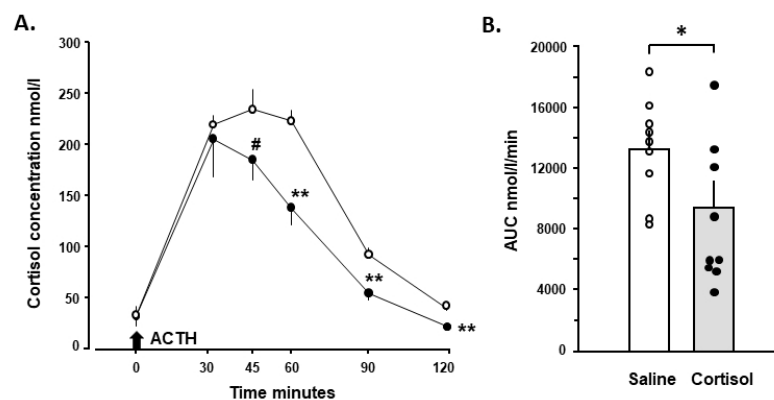 A.
Cortisol concentration nmol/l
300
250
200
150
100
50
0
#
**
**
**
ACTH
0 30 45 60 90 120
Time minutes
B.
*
AUC nmol/l/min
20000
16000
13000
8000
4000
0
Saline Cortisol